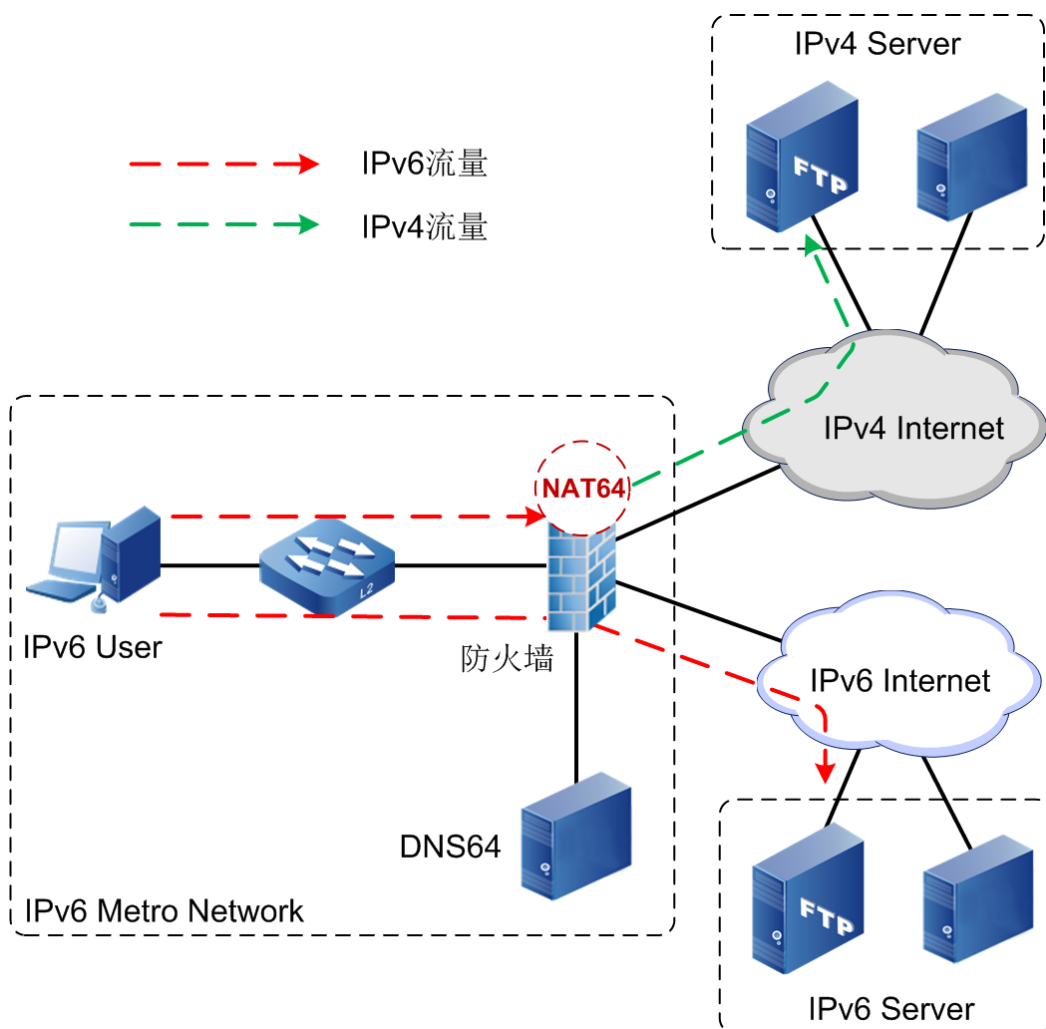 IPv4 Server
FTP
IPv6流量
IPv4流量
IPv4 Internet
NAT64
L2
IPv6 User
防火墙
IPv6 Internet
DNS64
FTP
IPv6 Metro Network
IPv6 Server